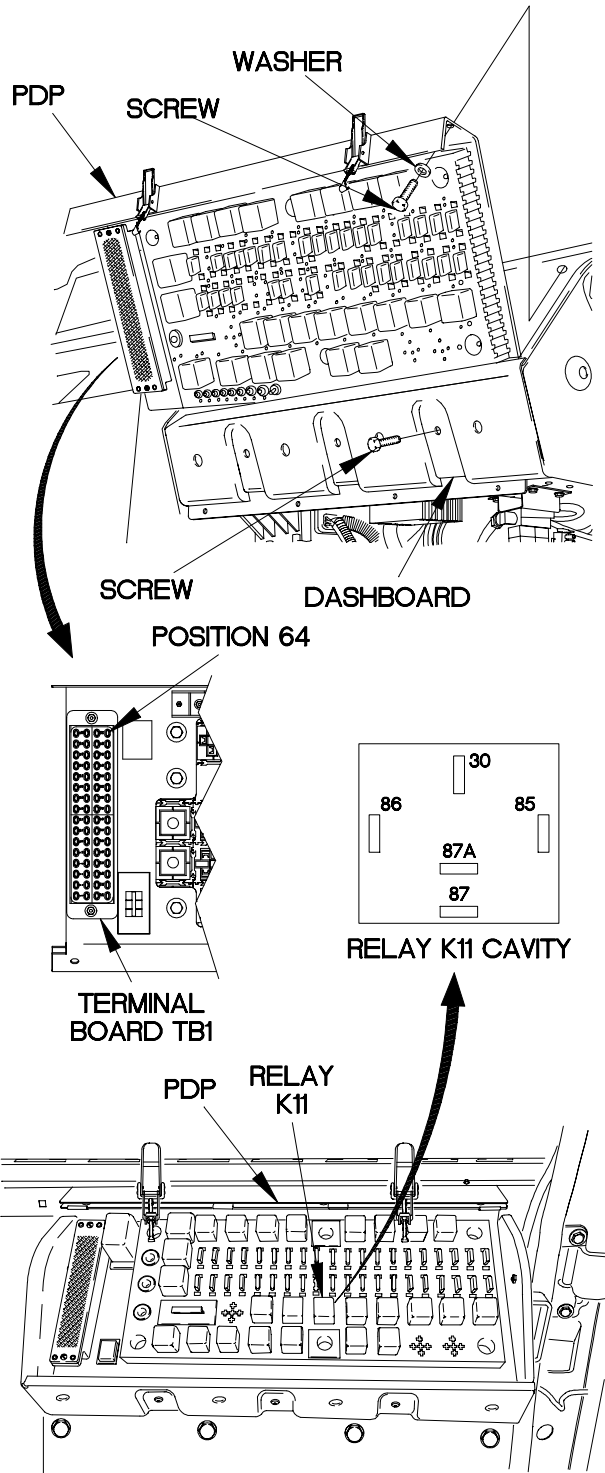 WASHER
PDP
SCREW
SCREW
DASHBOARD
POSITION 64
30
86
85
87A
87
RELAY K11 CAVITY
TERMINAL
BOARD TB1
PDP
RELAY
K11